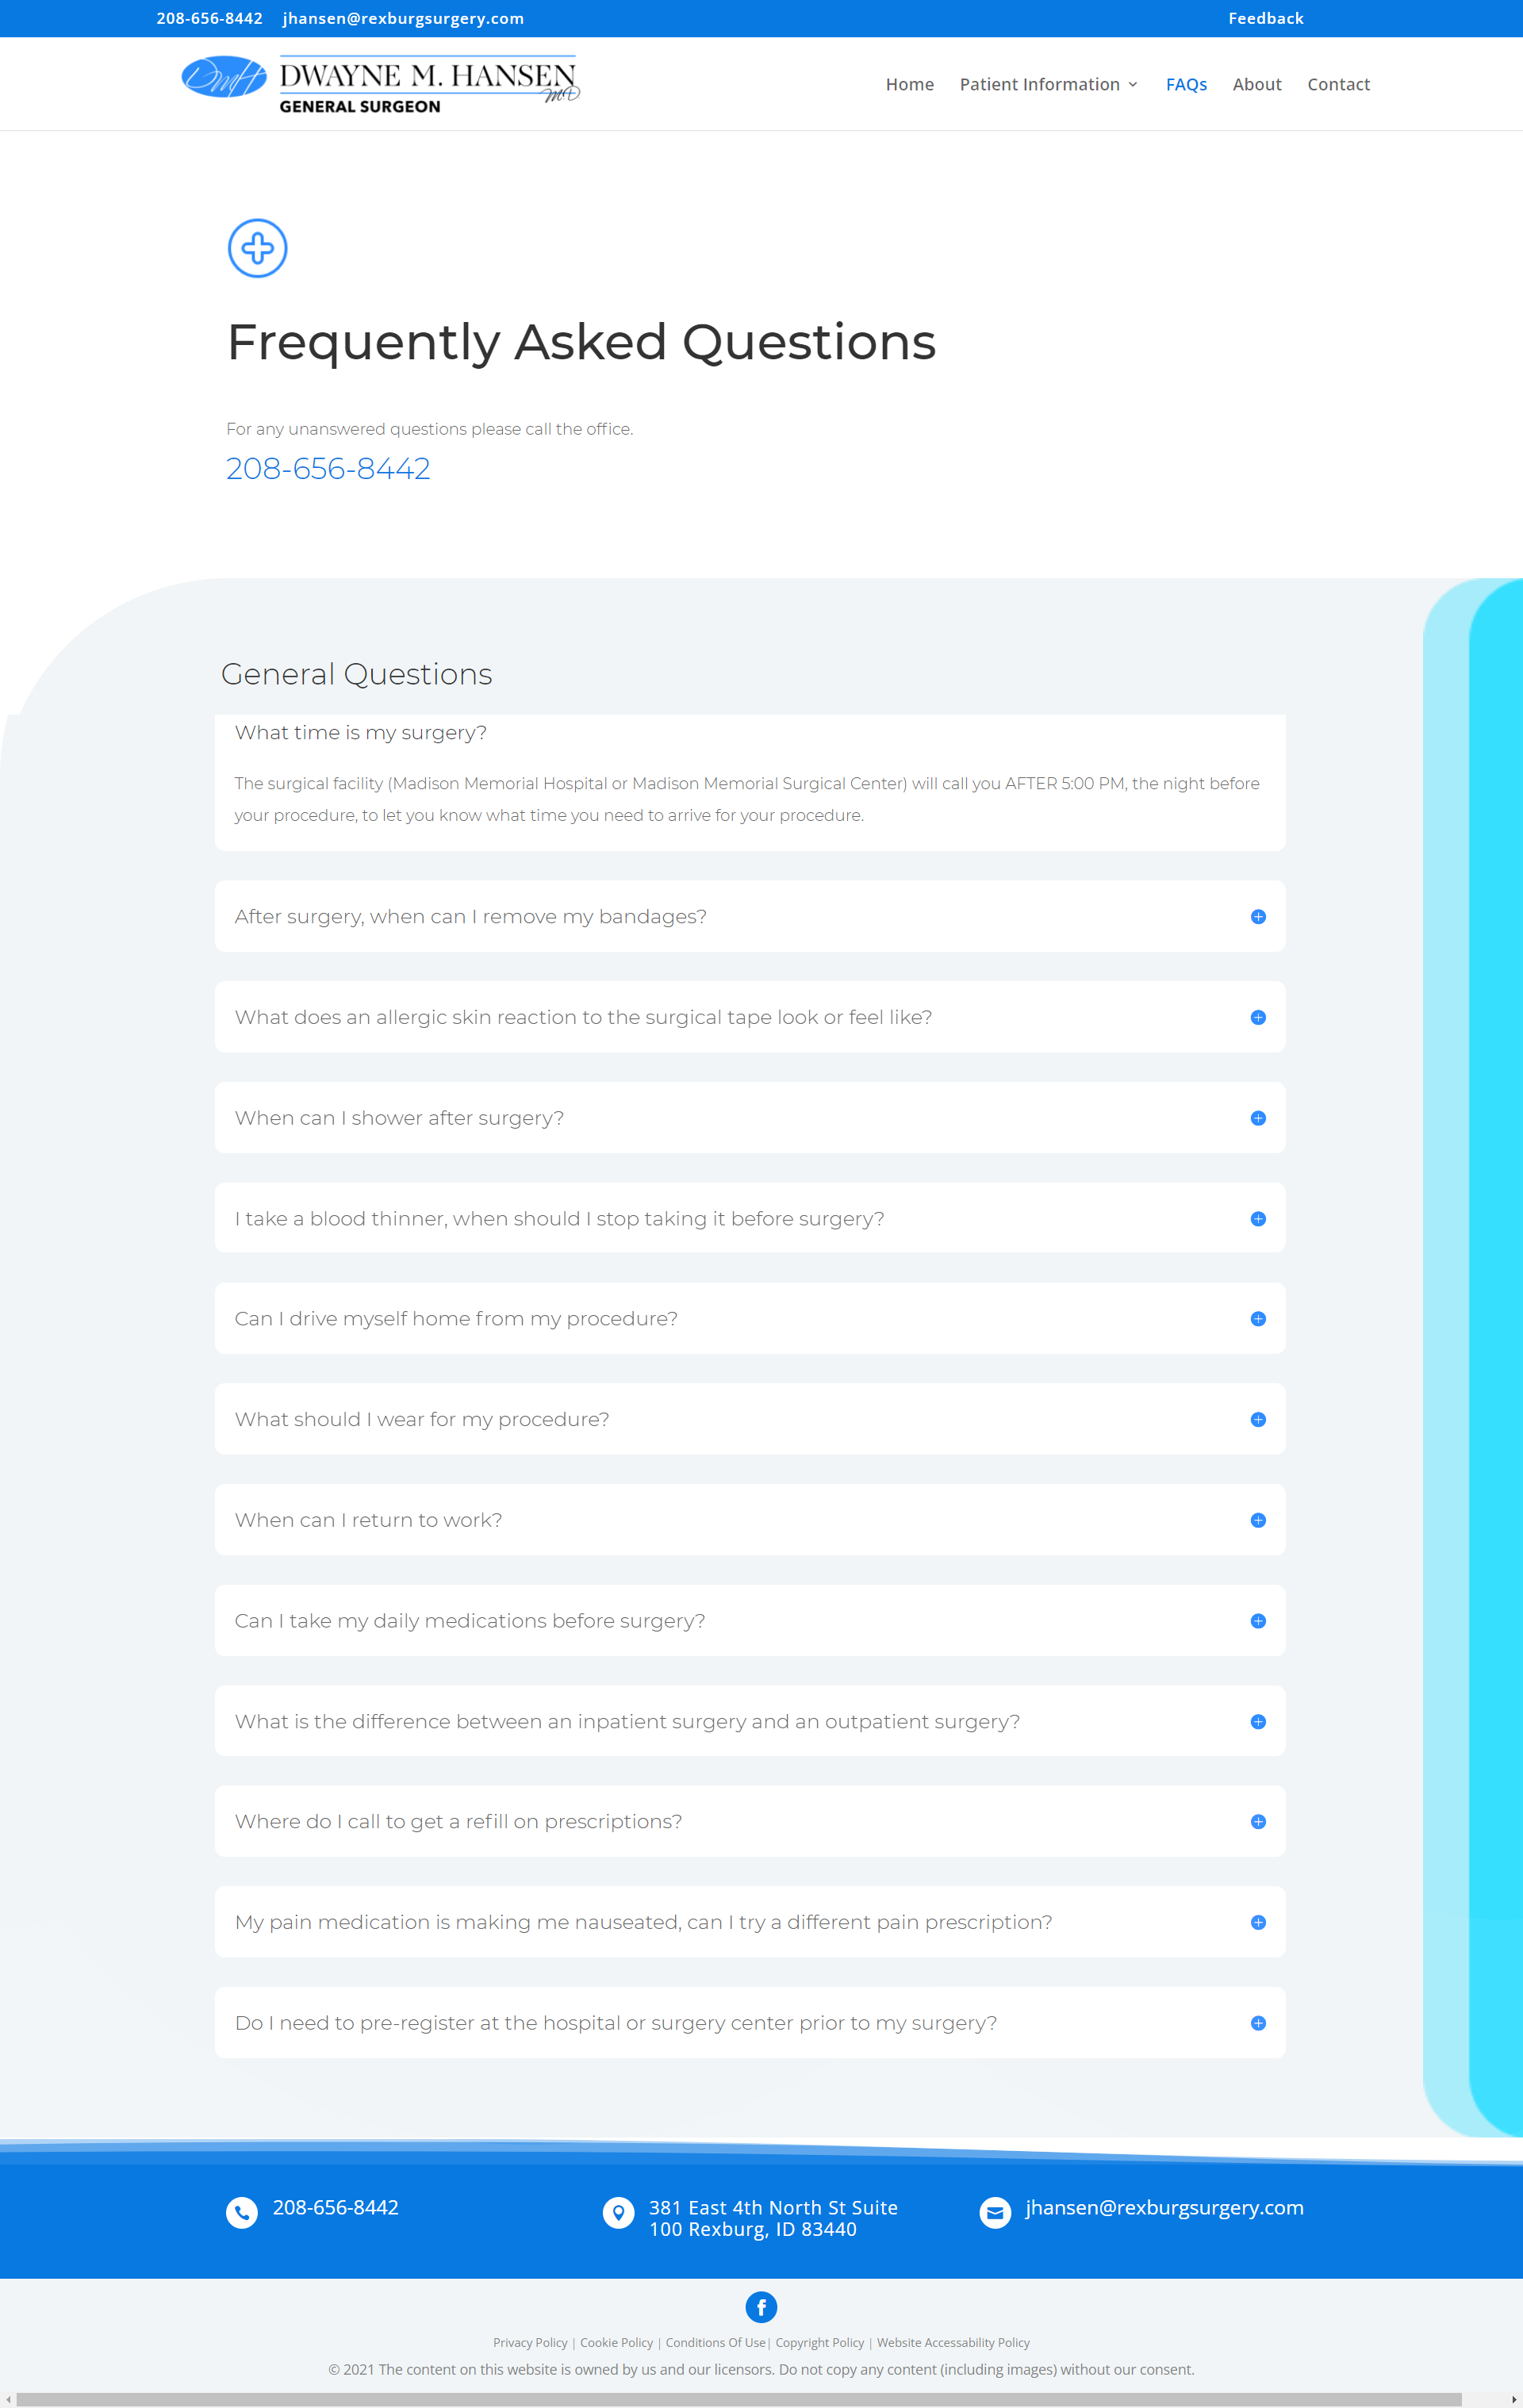 208-656-8442 jhansen@rexburgsurgery.com Feedback
DMH DWAYNE M. HANSEN MD
GENERAL SURGEON
Home Patient Information FAQs About Contact
Frequently Asked Questions
For any unanswered questions please call the office.
208-656-8442
General Questions
What time is my surgery?
The surgical facility (Madison Memorial Hospital or Madison Memorial Surgical Center) will call you AFTER 5:00 PM, the night before
your procedure, to let you know what time you need to arrive for your procedure.
After surgery, when can I remove my bandages?
What does an allergic skin reaction to the surgical tape look or feel like?
When can I shower after surgery?
I take a blood thinner, when should I stop taking it before surgery?
Can I drive myself home from my procedure?
What should I wear for my procedure?
When can I return to work?
Can I take my daily medications before surgery?
What is the difference between an inpatient surgery and an outpatient surgery?
Where do I call to get a refill on prescriptions?
My pain medication is making me nauseated, can I try a different pain prescription?
Do I need to pre-register at the hospital or surgery center prior to my surgery?
208-656-8442
381 East 4th North St Suite
100 Rexburg, ID 83440
jhansen@rexburgsurgery.com
Privacy Policy | Cookie Policy | Conditions Of Use| Copyright Policy | Website Accessability Policy
© 2021 The content on this website is owned by us and our licensors. Do not copy any content (including images) without our consent.